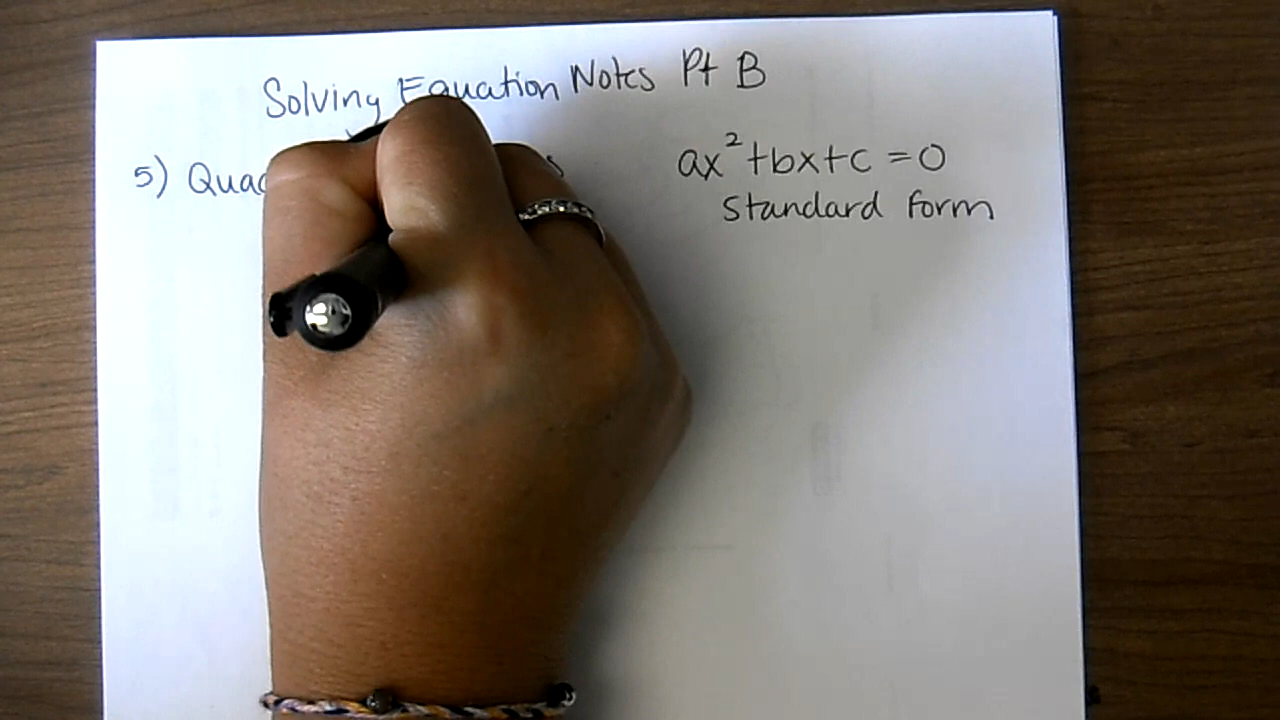 Solving Equation Notes Pt B
5) Quad
ax²+bx+c = 0
standard form